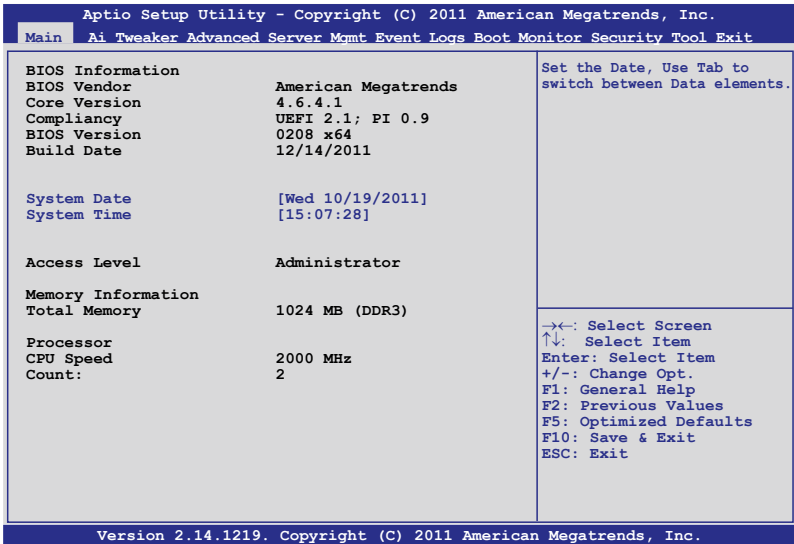 Aptio Setup Utility - Copyright (C) 2011 American Megatrends, Inc.
Main Ai Tweaker Advanced Server Mgmt Event Logs Boot Monitor Security Tool Exit
BIOS Information
BIOS Vendor American Megatrends
Core Version 4.6.4.1
Compliancy UEFI 2.1; PI 0.9
BIOS Version 0208 x64
Build Date 12/14/2011
System Date [Wed 10/19/2011]
System Time [15:07:28]
Access Level Administrator
Memory Information
Total Memory 1024 MB (DDR3)
Processor
CPU Speed 2000 MHz
Count: 2
Set the Date, Use Tab to
switch between Data elements.
→←: Select Screen
↑↓: Select Item
Enter: Select Item
+/-: Change Opt.
F1: General Help
F2: Previous Values
F5: Optimized Defaults
F10: Save & Exit
ESC: Exit
Version 2.14.1219. Copyright (C) 2011 American Megatrends, Inc.